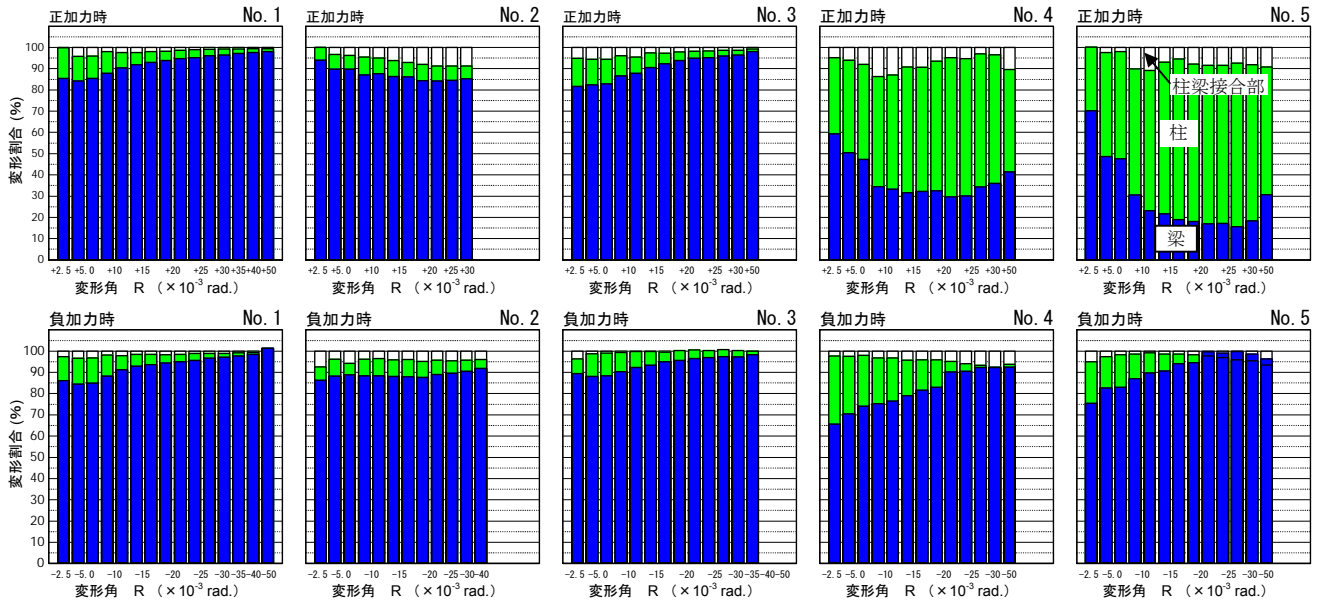 正加力時 No. 1
正加力時 No. 2
正加力時 No. 3
正加力時 No. 4
正加力時 No. 5
変形割合 (%)
100
90
80
70
60
50
40
30
20
10
0
柱梁接合部
柱
梁
+2. 5 +5. 0 +10 +15 +20 +25 +30 +35 +40 +50
+2. 5 +5. 0 +10 +15 +20 +25 +30
+2. 5 +5. 0 +10 +15 +20 +25 +30 +50
+2. 5 +5. 0 +10 +15 +20 +25 +30 +50
+2. 5 +5. 0 +10 +15 +20 +25 +30 +50
変形角 R (×10⁻³ rad.)
変形角 R (×10⁻³ rad.)
変形角 R (×10⁻³ rad.)
変形角 R (×10⁻³ rad.)
変形角 R (×10⁻³ rad.)
負加力時 No. 1
負加力時 No. 2
負加力時 No. 3
負加力時 No. 4
負加力時 No. 5
変形割合 (%)
100
90
80
70
60
50
40
30
20
10
0
−2. 5 −5. 0 −10 −15 −20 −25 −30 −35 −40 −50
−2. 5 −5. 0 −10 −15 −20 −25 −30 −40
−2. 5 −5. 0 −10 −15 −20 −25 −30 −35 −40 −50
−2. 5 −5. 0 −10 −15 −20 −25 −30 −50
−2. 5 −5. 0 −10 −15 −20 −25 −30 −50
変形角 R (×10⁻³ rad.)
変形角 R (×10⁻³ rad.)
変形角 R (×10⁻³ rad.)
変形角 R (×10⁻³ rad.)
変形角 R (×10⁻³ rad.)